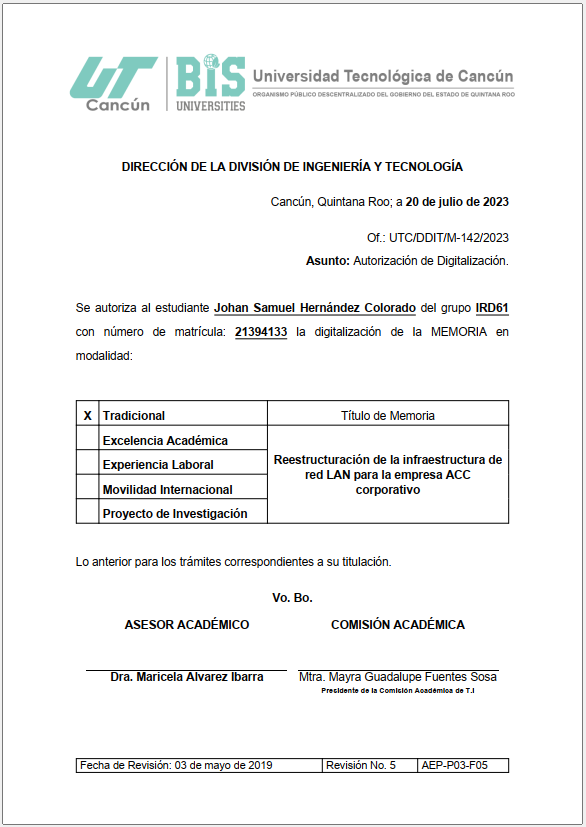 UT
Cancún
BIS
UNIVERSITIES
Universidad Tecnológica de Cancún
ORGANISMO PÚBLICO DESCENTRALIZADO DEL GOBIERNO DEL ESTADO DE QUINTANA ROO
DIRECCIÓN DE LA DIVISIÓN DE INGENIERÍA Y TECNOLOGÍA
Cancún, Quintana Roo; a 20 de julio de 2023
Of.: UTC/DDIT/M-142/2023
Asunto: Autorización de Digitalización.
Se autoriza al estudiante Johan Samuel Hernández Colorado del grupo IRD61
con número de matrícula: 21394133 la digitalización de la MEMORIA en
modalidad:
X Tradicional Título de Memoria
Excelencia Académica
Experiencia Laboral
Movilidad Internacional
Proyecto de Investigación
Reestructuración de la infraestructura de
red LAN para la empresa ACC
corporativo
Lo anterior para los trámites correspondientes a su titulación.
Vo. Bo.
ASESOR ACADÉMICO COMISIÓN ACADÉMICA
Dra. Maricela Alvarez Ibarra Mtra. Mayra Guadalupe Fuentes Sosa
Presidente de la Comisión Académica de T.I
Fecha de Revisión: 03 de mayo de 2019 Revisión No. 5 AEP-P03-F05